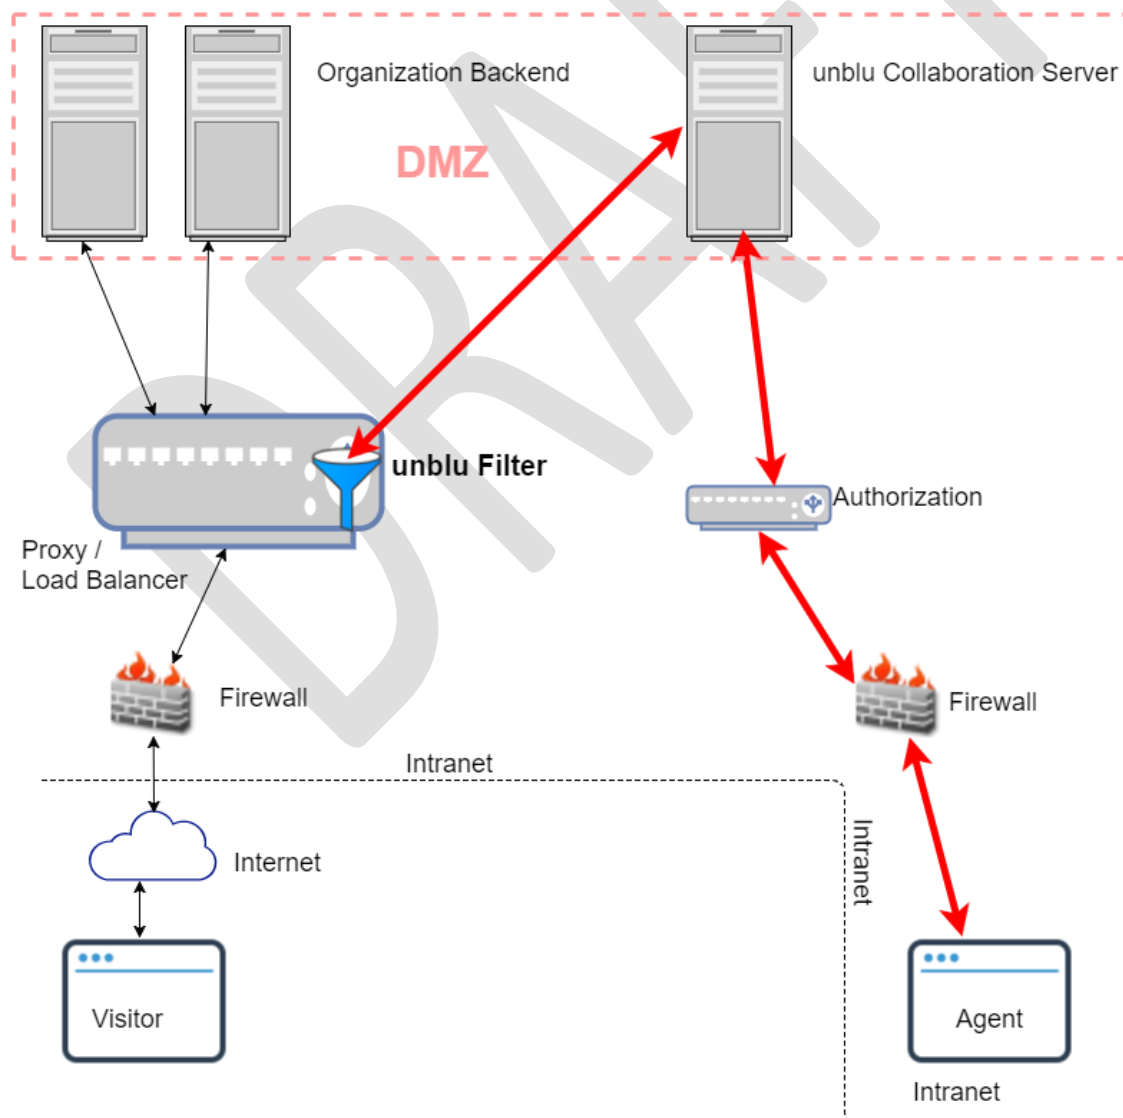 Organization Backend
unblu Collaboration Server
DMZ
unblu Filter
Authorization
Proxy /
Load Balancer
Firewall
Firewall
Intranet
Intranet
Internet
Visitor
Agent
Intranet
DRAFT